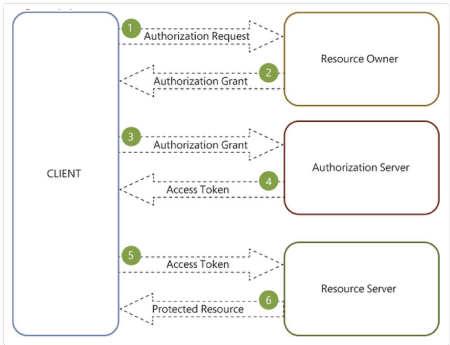 1
Authorization Request
Resource Owner
2
Authorization Grant
3
Authorization Grant
CLIENT
Authorization Server
4
Access Token
5
Access Token
Resource Server
6
Protected Resource